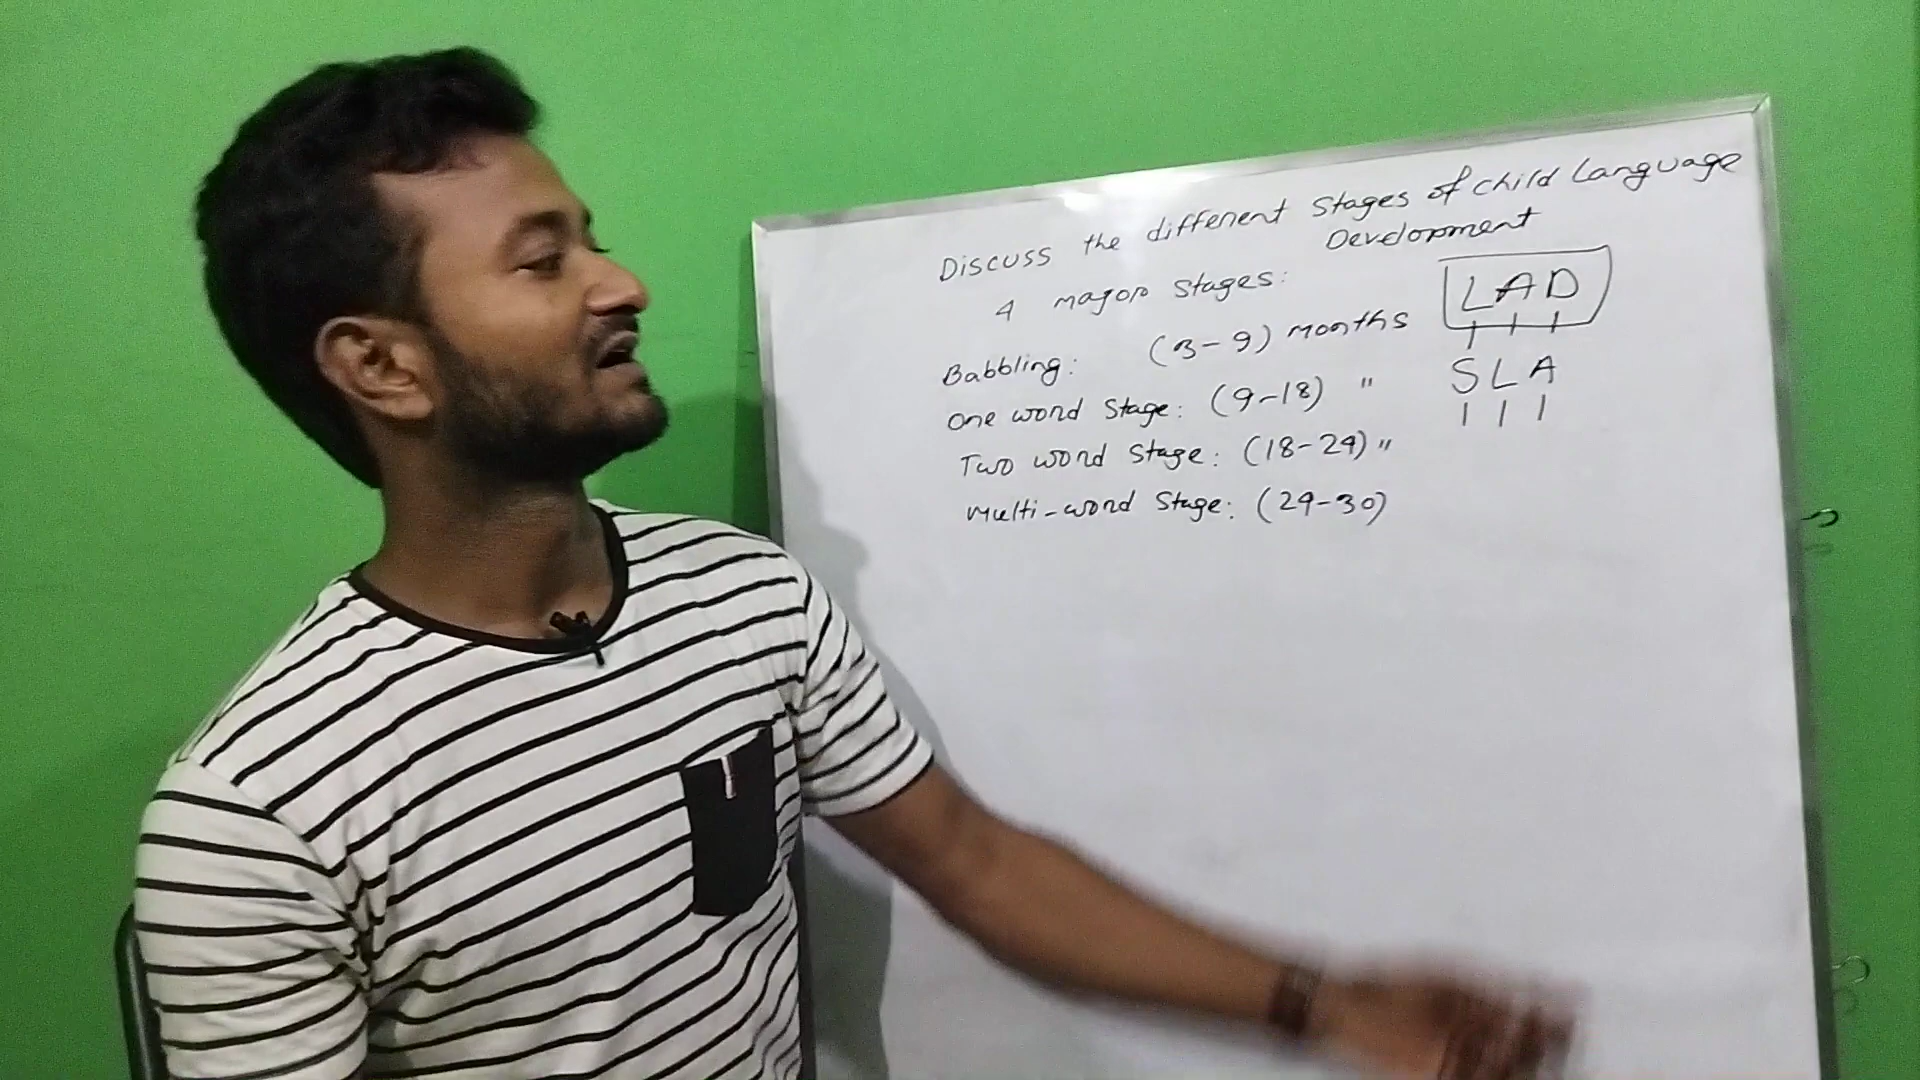 Discuss the different stages of child Language
Development
4 major stages:
Babbling: (3-9) months
One word stage: (9-18) "
Two word stage: (18-24) "
Multi-word stage: (24-30)
LAD
SLA